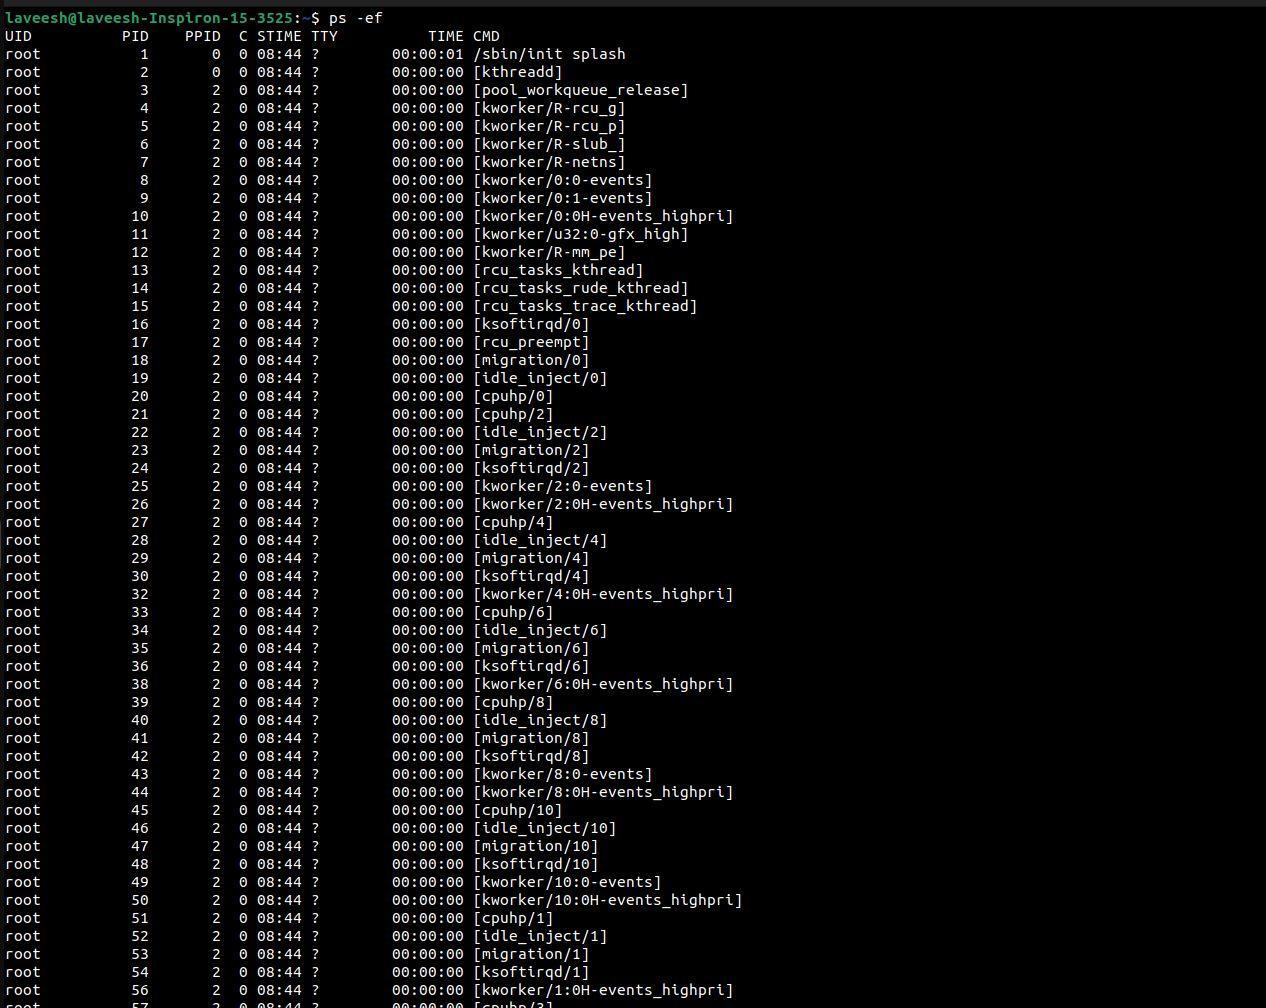 laveesh@laveesh-Inspiron-15-3525:~$ ps -ef
UID          PID    PPID  C STIME TTY          TIME CMD
root           1       0  0 08:44 ?        00:00:01 /sbin/init splash
root           2       0  0 08:44 ?        00:00:00 [kthreadd]
root           3       2  0 08:44 ?        00:00:00 [pool_workqueue_release]
root           4       2  0 08:44 ?        00:00:00 [kworker/R-rcu_g]
root           5       2  0 08:44 ?        00:00:00 [kworker/R-rcu_p]
root           6       2  0 08:44 ?        00:00:00 [kworker/R-slub_]
root           7       2  0 08:44 ?        00:00:00 [kworker/R-netns]
root           8       2  0 08:44 ?        00:00:00 [kworker/0:0-events]
root           9       2  0 08:44 ?        00:00:00 [kworker/0:1-events]
root          10       2  0 08:44 ?        00:00:00 [kworker/0:0H-events_highpri]
root          11       2  0 08:44 ?        00:00:00 [kworker/u32:0-gfx_high]
root          12       2  0 08:44 ?        00:00:00 [kworker/R-mm_pe]
root          13       2  0 08:44 ?        00:00:00 [rcu_tasks_kthread]
root          14       2  0 08:44 ?        00:00:00 [rcu_tasks_rude_kthread]
root          15       2  0 08:44 ?        00:00:00 [rcu_tasks_trace_kthread]
root          16       2  0 08:44 ?        00:00:00 [ksoftirqd/0]
root          17       2  0 08:44 ?        00:00:00 [rcu_preempt]
root          18       2  0 08:44 ?        00:00:00 [migration/0]
root          19       2  0 08:44 ?        00:00:00 [idle_inject/0]
root          20       2  0 08:44 ?        00:00:00 [cpuhp/0]
root          21       2  0 08:44 ?        00:00:00 [cpuhp/2]
root          22       2  0 08:44 ?        00:00:00 [idle_inject/2]
root          23       2  0 08:44 ?        00:00:00 [migration/2]
root          24       2  0 08:44 ?        00:00:00 [ksoftirqd/2]
root          25       2  0 08:44 ?        00:00:00 [kworker/2:0-events]
root          26       2  0 08:44 ?        00:00:00 [kworker/2:0H-events_highpri]
root          27       2  0 08:44 ?        00:00:00 [cpuhp/4]
root          28       2  0 08:44 ?        00:00:00 [idle_inject/4]
root          29       2  0 08:44 ?        00:00:00 [migration/4]
root          30       2  0 08:44 ?        00:00:00 [ksoftirqd/4]
root          32       2  0 08:44 ?        00:00:00 [kworker/4:0H-events_highpri]
root          33       2  0 08:44 ?        00:00:00 [cpuhp/6]
root          34       2  0 08:44 ?        00:00:00 [idle_inject/6]
root          35       2  0 08:44 ?        00:00:00 [migration/6]
root          36       2  0 08:44 ?        00:00:00 [ksoftirqd/6]
root          38       2  0 08:44 ?        00:00:00 [kworker/6:0H-events_highpri]
root          39       2  0 08:44 ?        00:00:00 [cpuhp/8]
root          40       2  0 08:44 ?        00:00:00 [idle_inject/8]
root          41       2  0 08:44 ?        00:00:00 [migration/8]
root          42       2  0 08:44 ?        00:00:00 [ksoftirqd/8]
root          43       2  0 08:44 ?        00:00:00 [kworker/8:0-events]
root          44       2  0 08:44 ?        00:00:00 [kworker/8:0H-events_highpri]
root          45       2  0 08:44 ?        00:00:00 [cpuhp/10]
root          46       2  0 08:44 ?        00:00:00 [idle_inject/10]
root          47       2  0 08:44 ?        00:00:00 [migration/10]
root          48       2  0 08:44 ?        00:00:00 [ksoftirqd/10]
root          49       2  0 08:44 ?        00:00:00 [kworker/10:0-events]
root          50       2  0 08:44 ?        00:00:00 [kworker/10:0H-events_highpri]
root          51       2  0 08:44 ?        00:00:00 [cpuhp/1]
root          52       2  0 08:44 ?        00:00:00 [idle_inject/1]
root          53       2  0 08:44 ?        00:00:00 [migration/1]
root          54       2  0 08:44 ?        00:00:00 [ksoftirqd/1]
root          56       2  0 08:44 ?        00:00:00 [kworker/1:0H-events_highpri]
root          57       2  0 08:44 ?        00:00:00 [cpuhp/3]